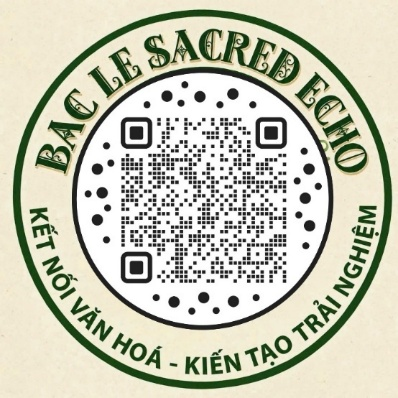 BAC LE SACRED ECHO
KẾT NỐI VĂN HOÁ - KIẾN TẠO TRẢI NGHIỆM